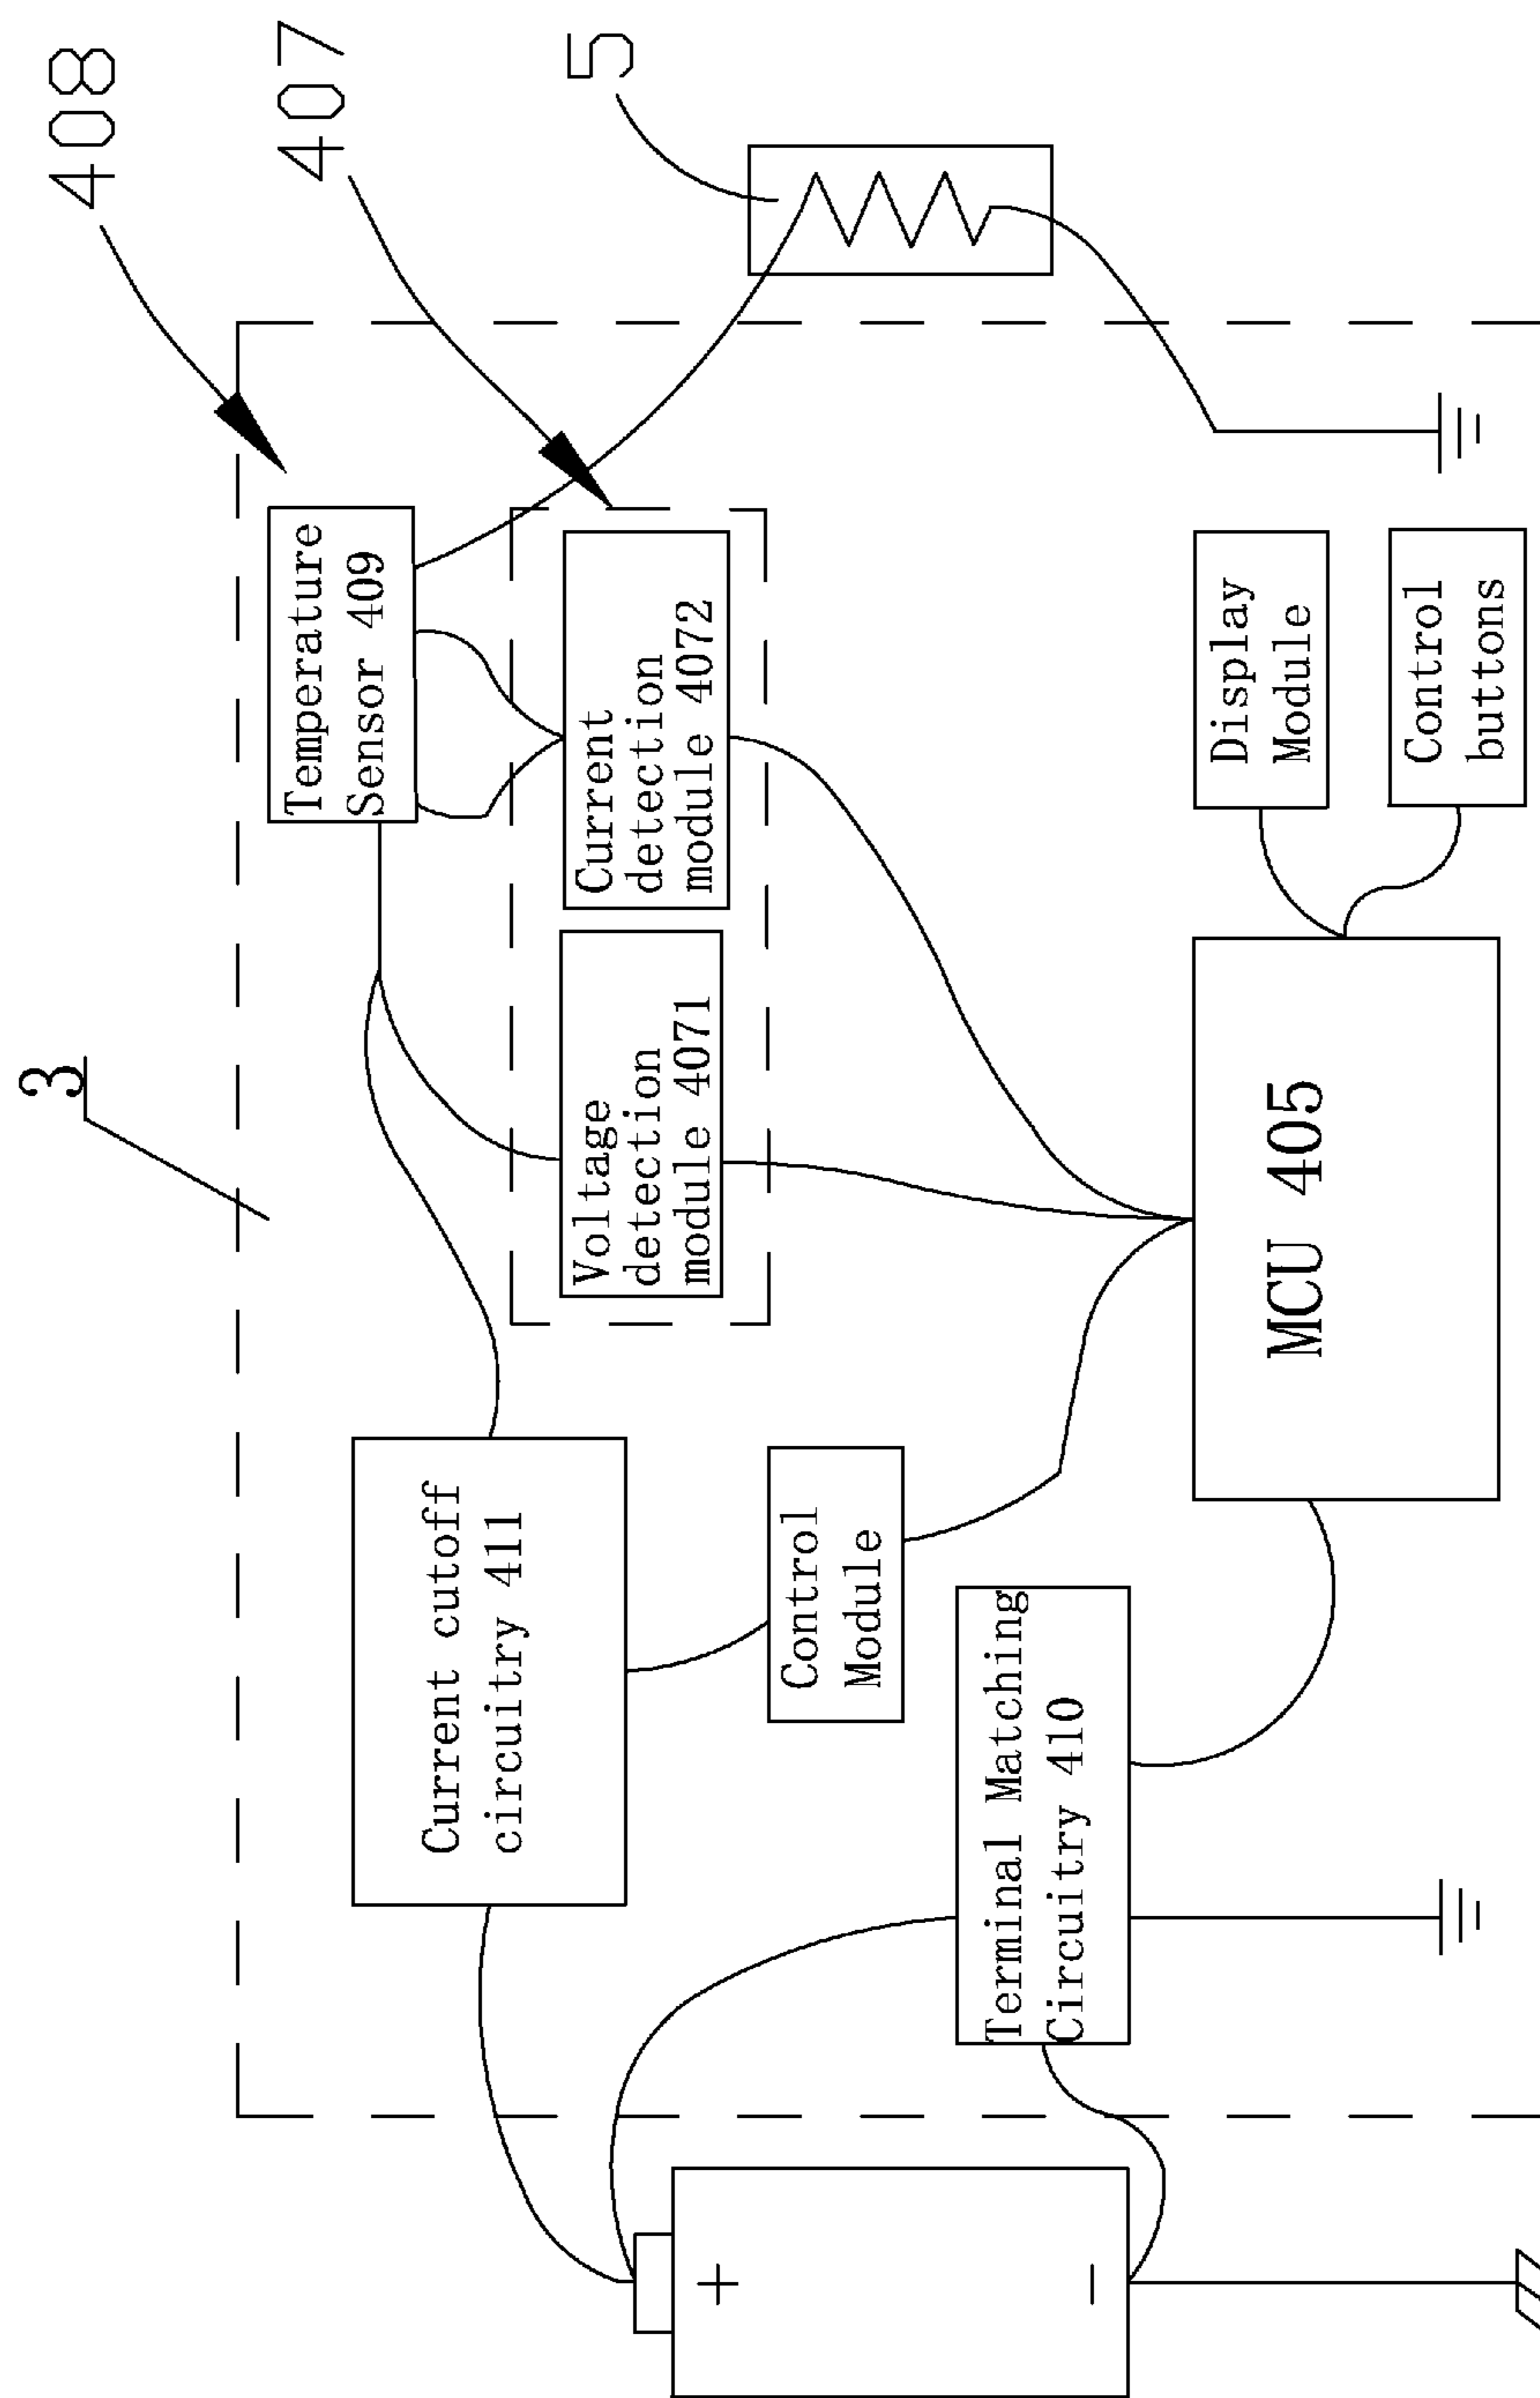 3
408
407
5
Temperature
Sensor 409
Current cutoff
circuitry 411
Voltage
detection
module 4071
Current
detection
module 4072
Control
Module
Terminal Matching
Circuitry 410
+
−
MCU 405
Display
Module
Control
buttons